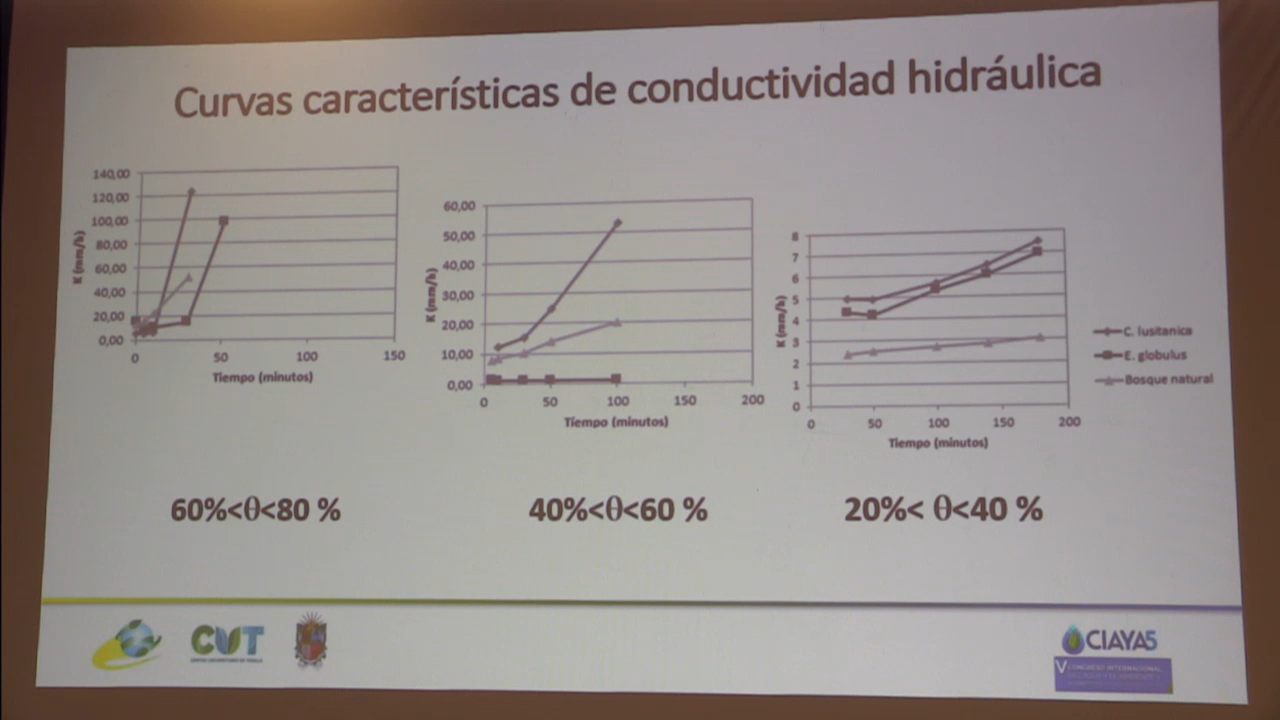 Curvas características de conductividad hidráulica
140,00
120,00
100,00
80,00
60,00
40,00
20,00
0,00
K (mm/h)
0 50 100 150
Tiempo (minutos)
60,00
50,00
40,00
30,00
20,00
10,00
0,00
K (mm/h)
0 50 100 150 200
Tiempo (minutos)
8
7
6
5
4
3
2
1
0
K (mm/h)
0 50 100 150 200
Tiempo (minutos)
C. lusitanica
E. globulus
Bosque natural
60%<θ<80 %
40%<θ<60 %
20%< θ<40 %
CUT
CIAYA5
V CONGRESO INTERNACIONAL